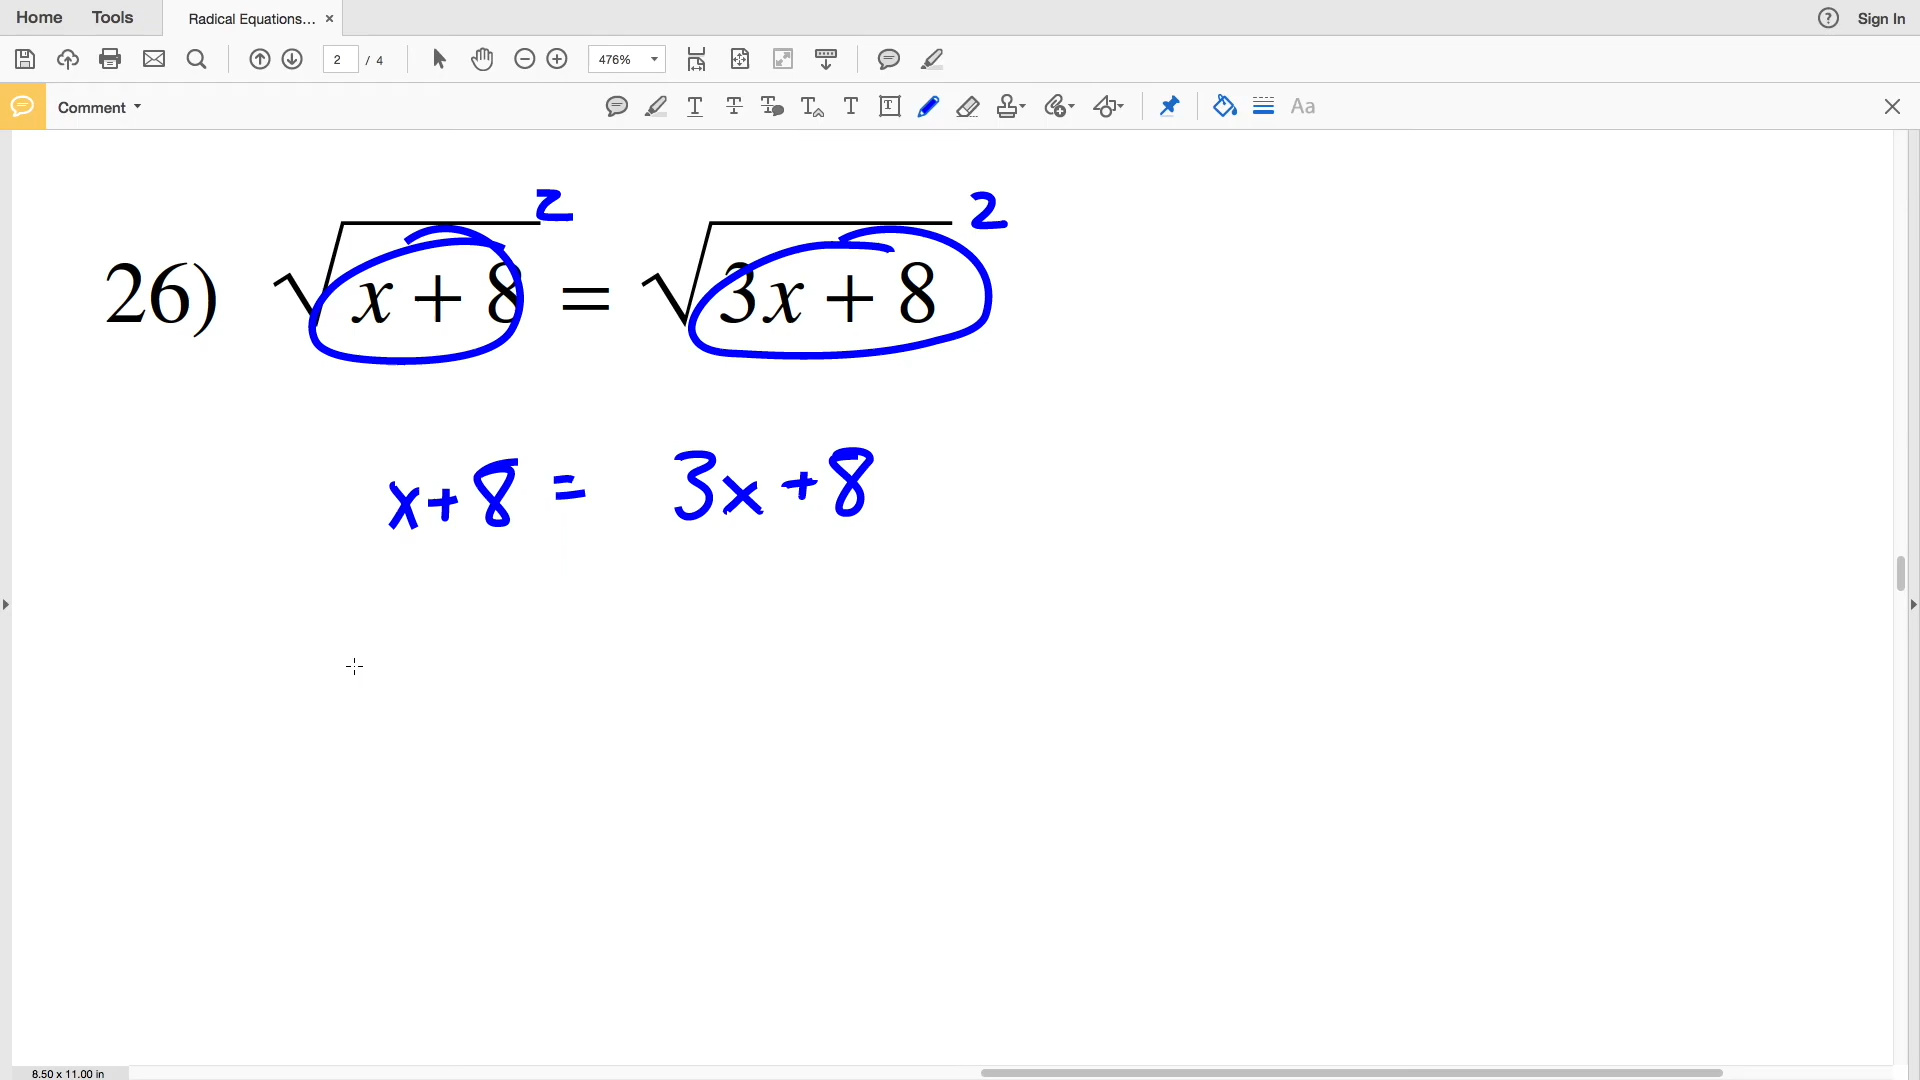 Home Tools Radical Equations... × ? Sign In
2 / 4 476%
Comment T T T T T T Aa
2 2
26) √x + 8 = √3x + 8
x+8 = 3x+8
8.50 x 11.00 in